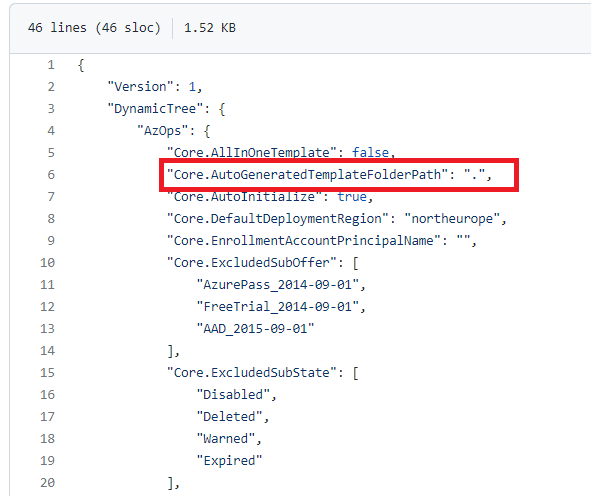 46 lines (46 sloc) 1.52 KB
1 {
2 "Version": 1,
3 "DynamicTree": {
4 "AzOps": {
5 "Core.AllInOneTemplate": false,
6 "Core.AutoGeneratedTemplateFolderPath": ".",
7 "Core.AutoInitialize": true,
8 "Core.DefaultDeploymentRegion": "northeurope",
9 "Core.EnrollmentAccountPrincipalName": "",
10 "Core.ExcludedSubOffer": [
11 "AzurePass_2014-09-01",
12 "FreeTrial_2014-09-01",
13 "AAD_2015-09-01"
14 ],
15 "Core.ExcludedSubState": [
16 "Disabled",
17 "Deleted",
18 "Warned",
19 "Expired"
20 ],